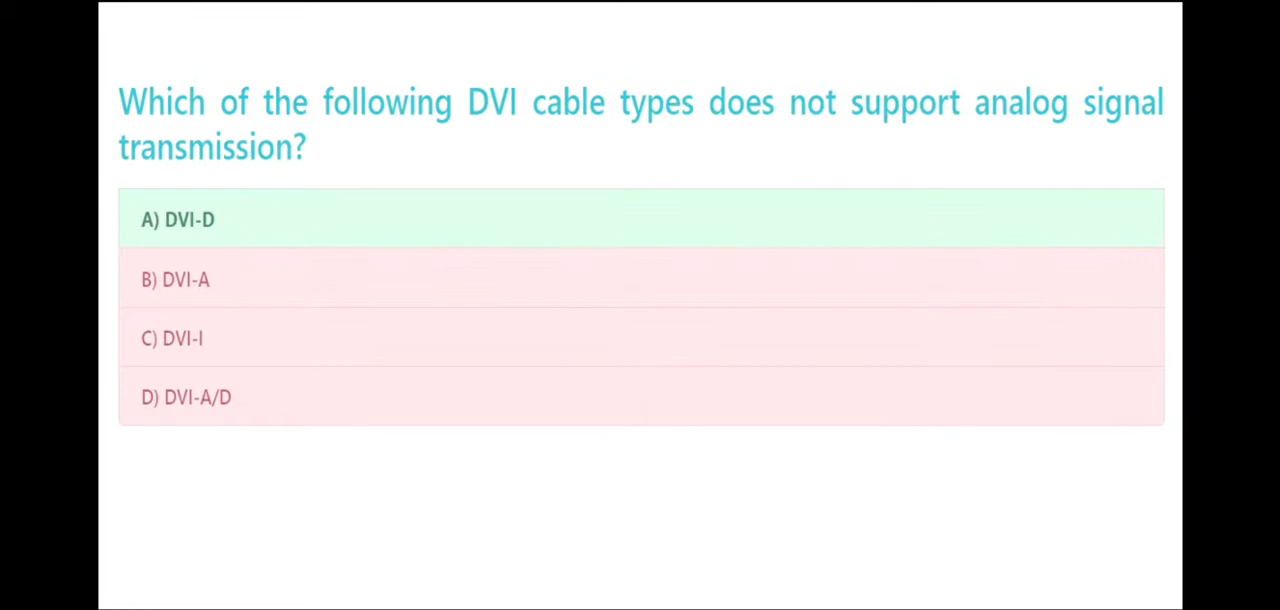 Which of the following DVI cable types does not support analog signal
transmission?
A) DVI-D
B) DVI-A
C) DVI-I
D) DVI-A/D